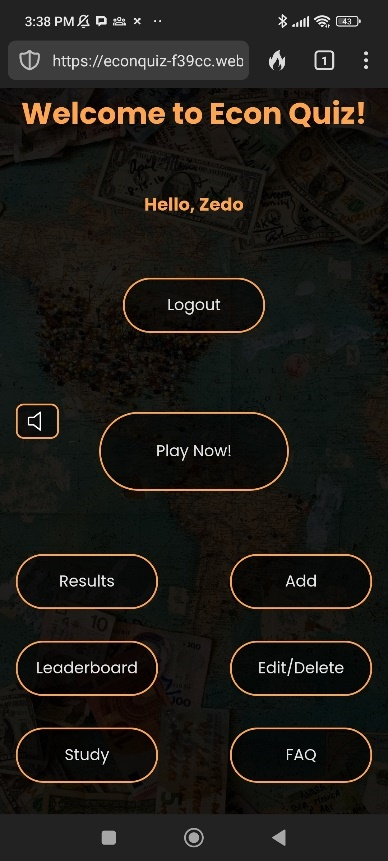 3:38 PM
43
https://econquiz-f39cc.web
1
Welcome to Econ Quiz!
Hello, Zedo
Logout
Play Now!
Results
Add
Leaderboard
Edit/Delete
Study
FAQ